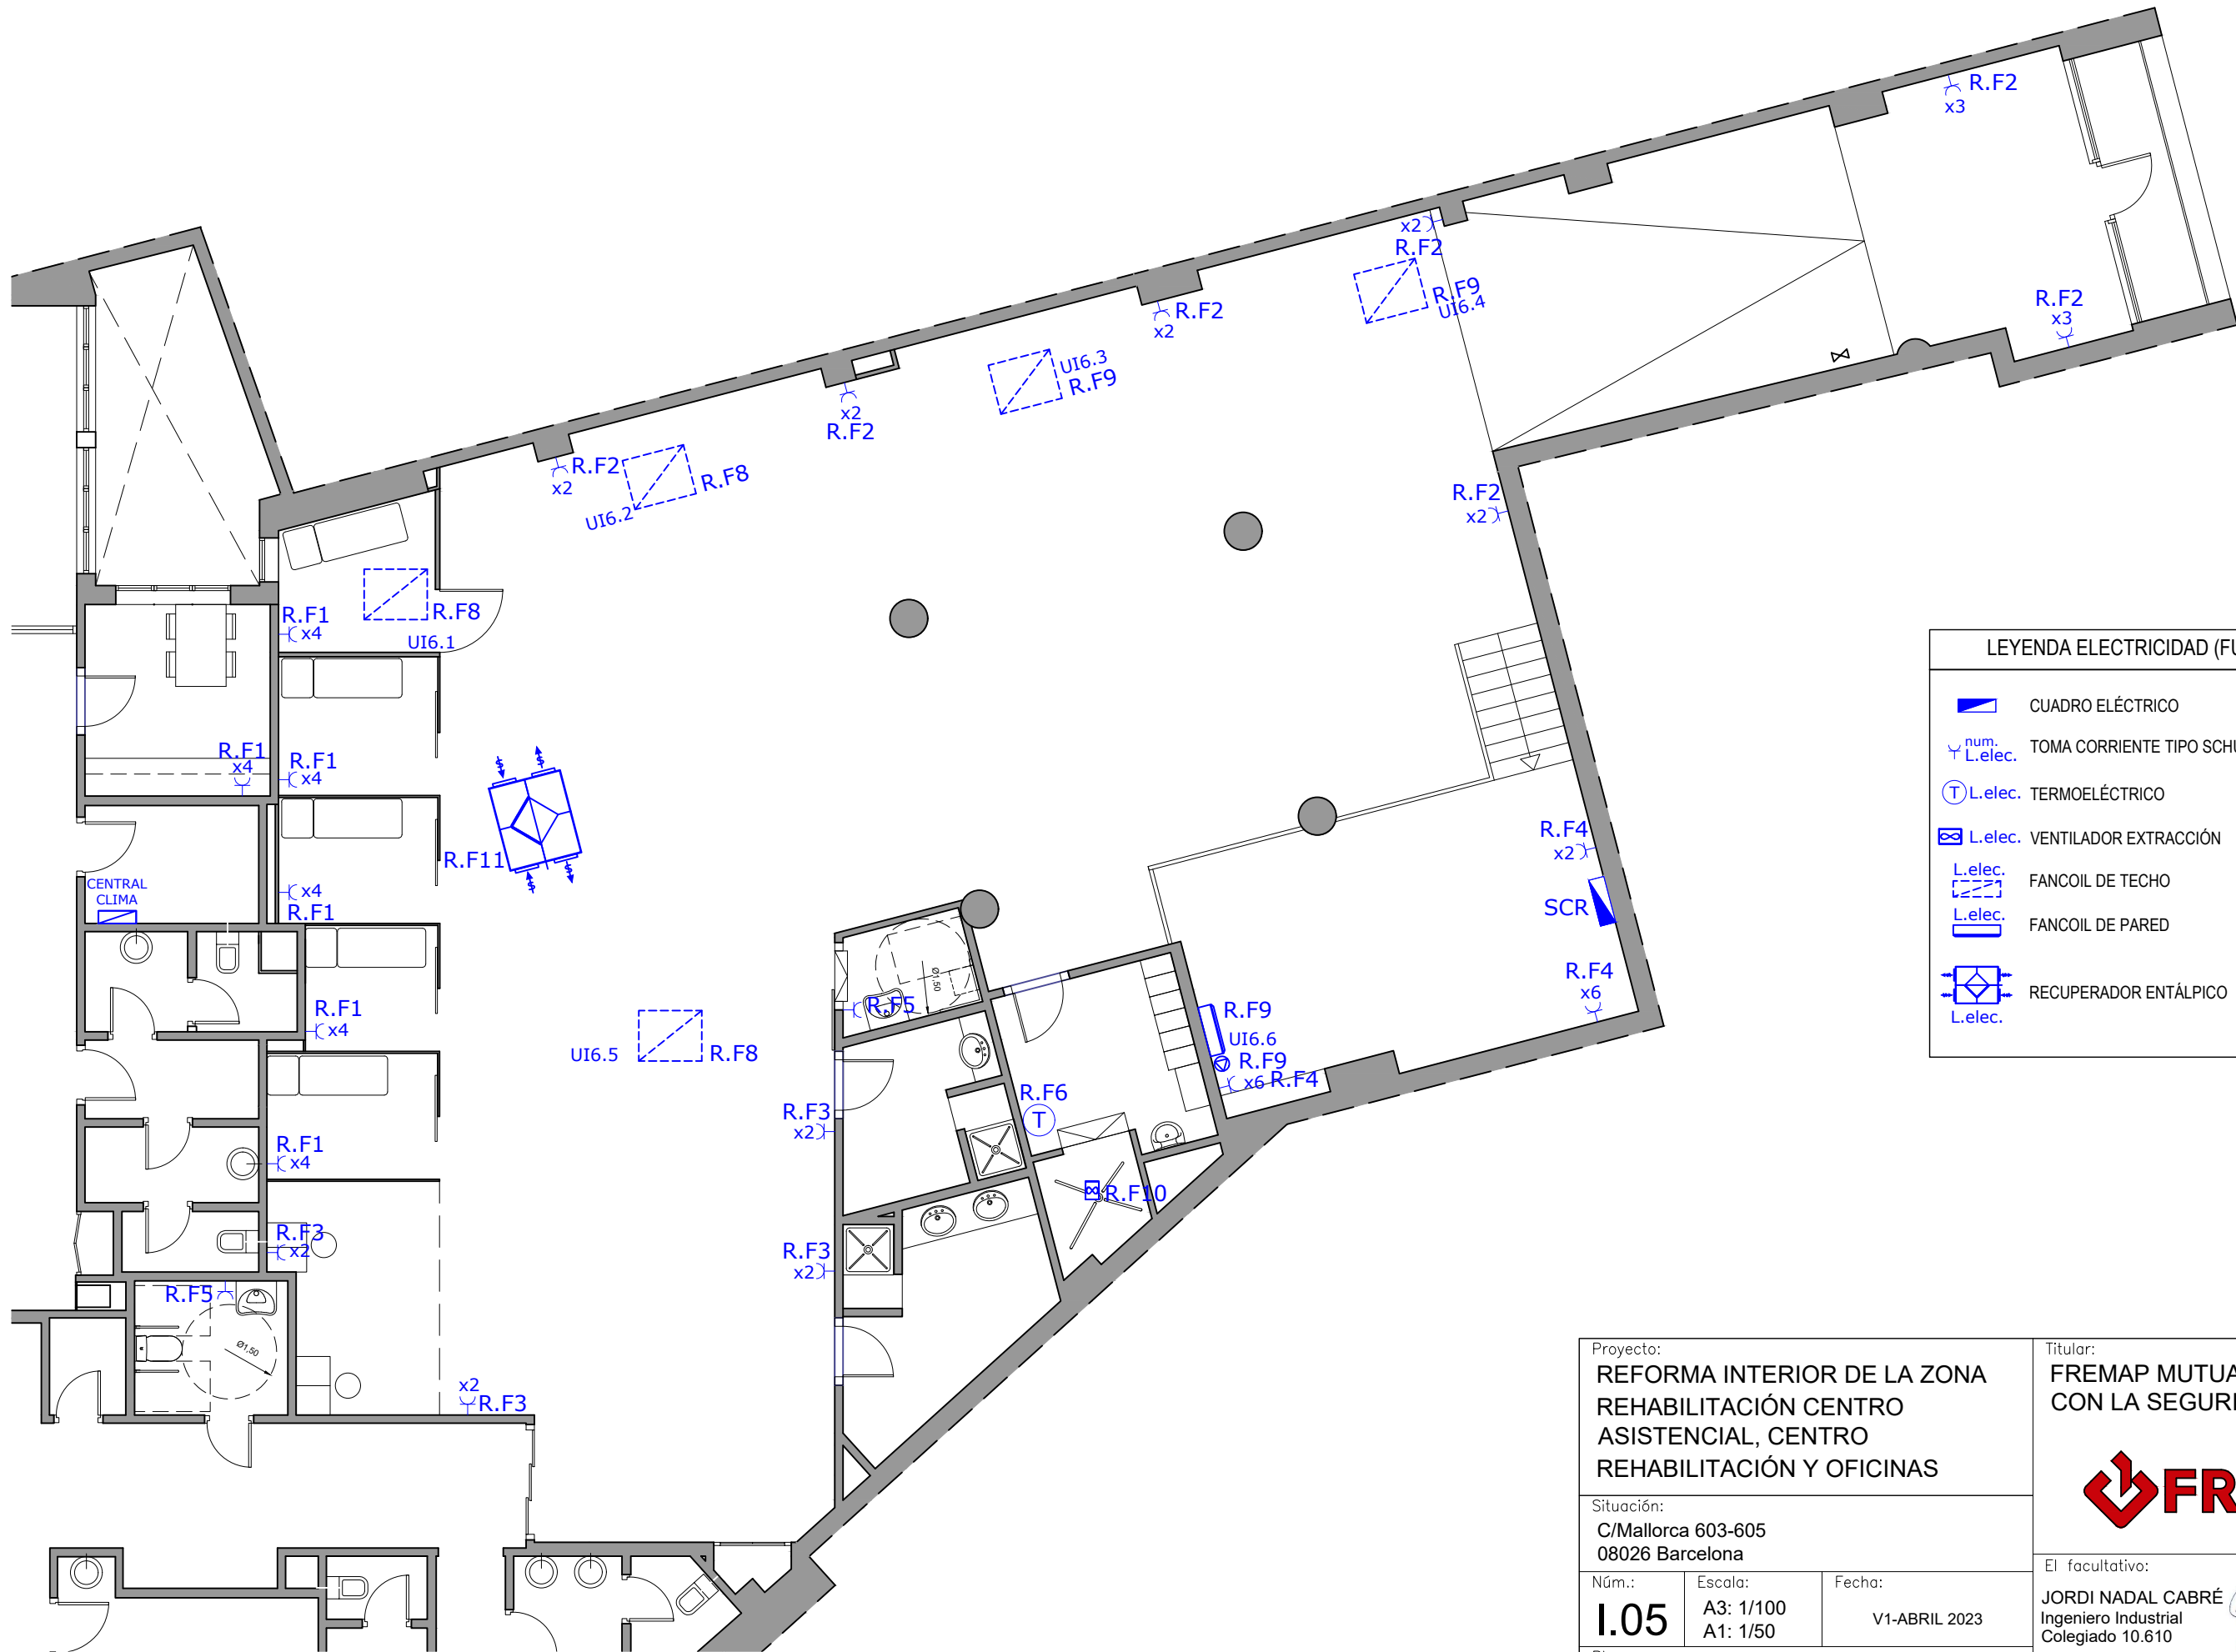 R.F2
x3
x2
R.F2
R.F9
UI6.4
R.F2
x3
R.F2
x2
UI6.3
R.F9
x2
R.F2
R.F2
x2
R.F8
UI6.2
R.F2
x2
R.F1
x4
R.F8
UI6.1
R.F1
x4
R.F1
x4
R.F11
CENTRAL
CLIMA
x4
R.F1
R.F4
x2
SCR
R.F4
x6
R.F1
x4
UI6.5
R.F8
Ø1,50
R.F5
R.F9
UI6.6
R.F9
x6 R.F4
R.F6
T
R.F3
x2
R.F1
x4
R.F10
R.F3
x2
R.F3
x2
R.F5
Ø1,50
x2
R.F3
LEYENDA ELECTRICIDAD (FU
CUADRO ELÉCTRICO
num.
L.elec.
TOMA CORRIENTE TIPO SCHU
T L.elec. TERMOELÉCTRICO
L.elec. VENTILADOR EXTRACCIÓN
L.elec.
FANCOIL DE TECHO
L.elec.
FANCOIL DE PARED
RECUPERADOR ENTÁLPICO
L.elec.
Proyecto:
REFORMA INTERIOR DE LA ZONA
REHABILITACIÓN CENTRO
ASISTENCIAL, CENTRO
REHABILITACIÓN Y OFICINAS
Situación:
C/Mallorca 603-605
08026 Barcelona
Núm.:
I.05
Escala:
A3: 1/100
A1: 1/50
Fecha:
V1-ABRIL 2023
Titular:
FREMAP MUTUA
CON LA SEGURI
FR
El facultativo:
JORDI NADAL CABRÉ
Ingeniero Industrial
Colegiado 10.610